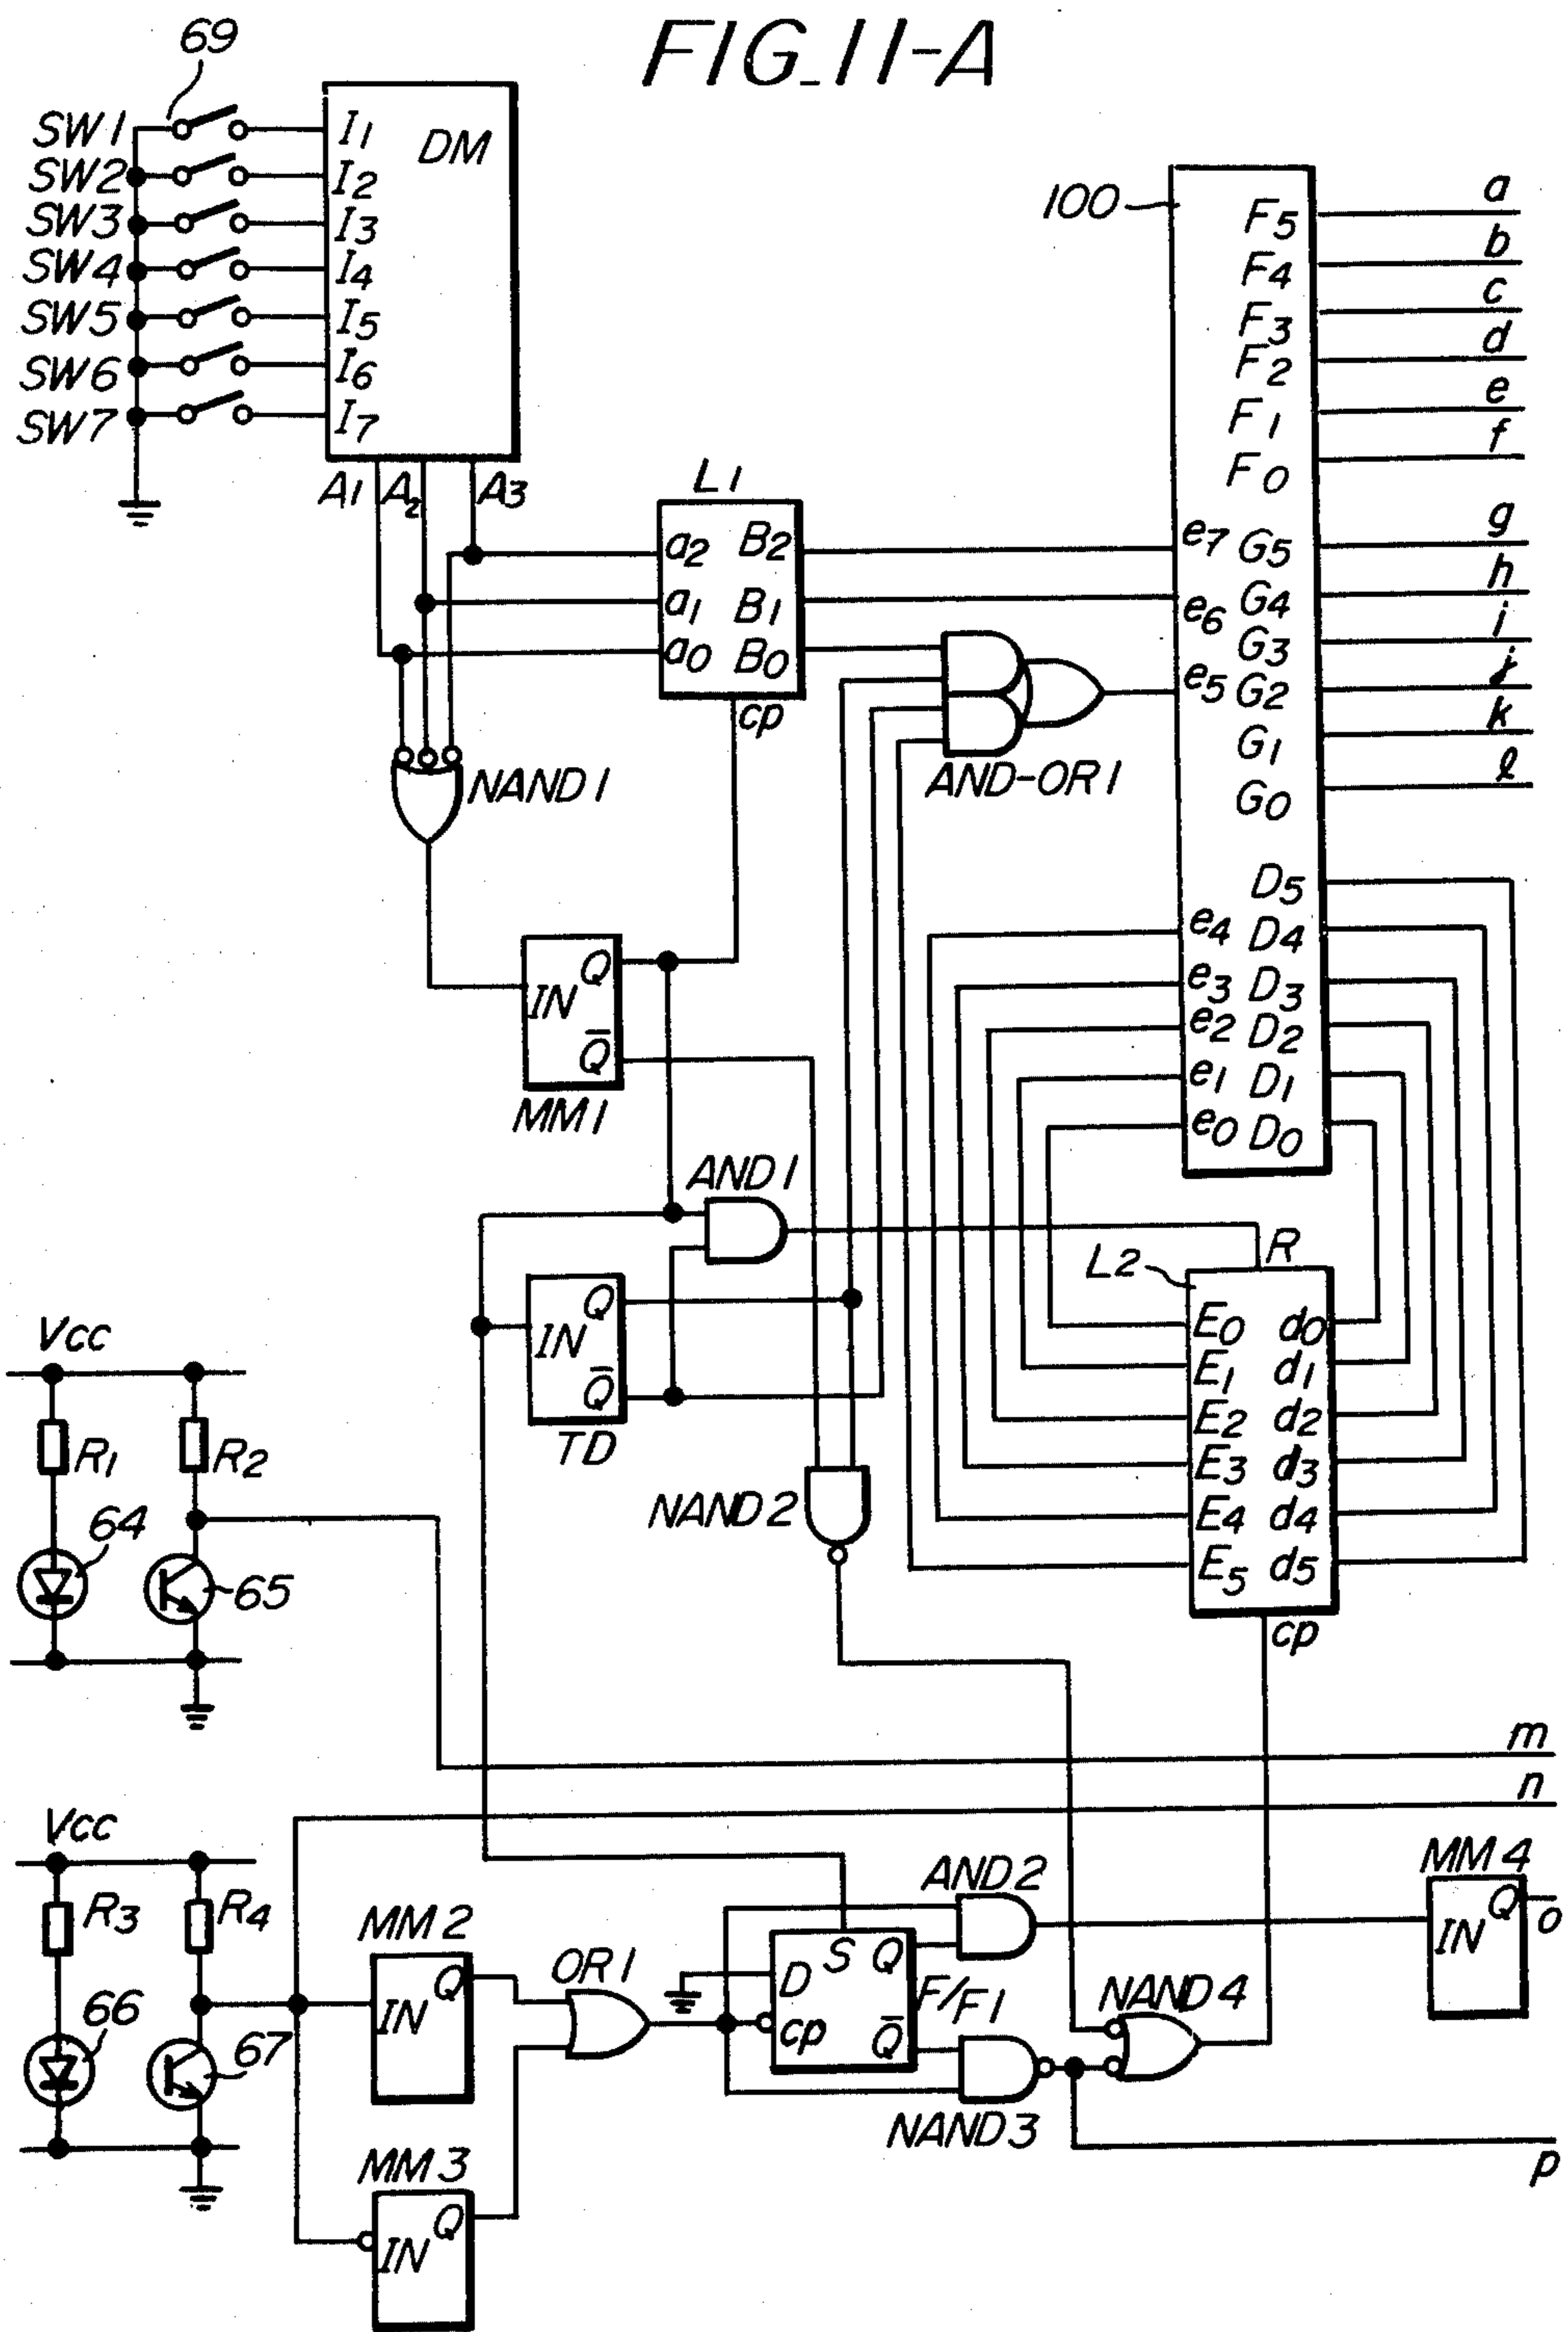 FIG_11-A
69
SW1
SW2
SW3
SW4
SW5
SW6
SW7
I1
I2
I3
I4
I5
I6
I7
DM
A1
A2
A3
L1
a2
a1
a0
B2
B1
B0
cp
NAND1
AND-OR1
100
F5
F4
F3
F2
F1
F0
e7
G5
e6
G4
G3
e5
G2
G1
G0
D5
e4
D4
e3
D3
e2
D2
e1
D1
e0
D0
a
b
c
d
e
f
g
h
i
j
k
l
IN
Q
Q̅
MM1
AND1
IN
Q
Q̅
TD
NAND2
L2
R
E0
d0
E1
d1
E2
d2
E3
d3
E4
d4
E5
d5
cp
Vcc
R1
R2
64
65
m
n
Vcc
R3
R4
66
67
MM2
IN
Q
MM3
IN
Q
OR1
D
S
Q
cp
Q̅
F/F1
AND2
NAND3
NAND4
MM4
IN
Q
o
p